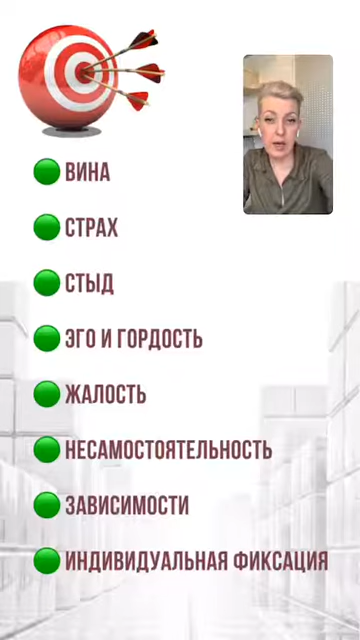 ВИНА
СТРАХ
СТЫД
ЭГО И ГОРДОСТЬ
ЖАЛОСТЬ
НЕСАМОСТОЯТЕЛЬНОСТЬ
ЗАВИСИМОСТИ
ИНДИВИДУАЛЬНАЯ ФИКСАЦИЯ